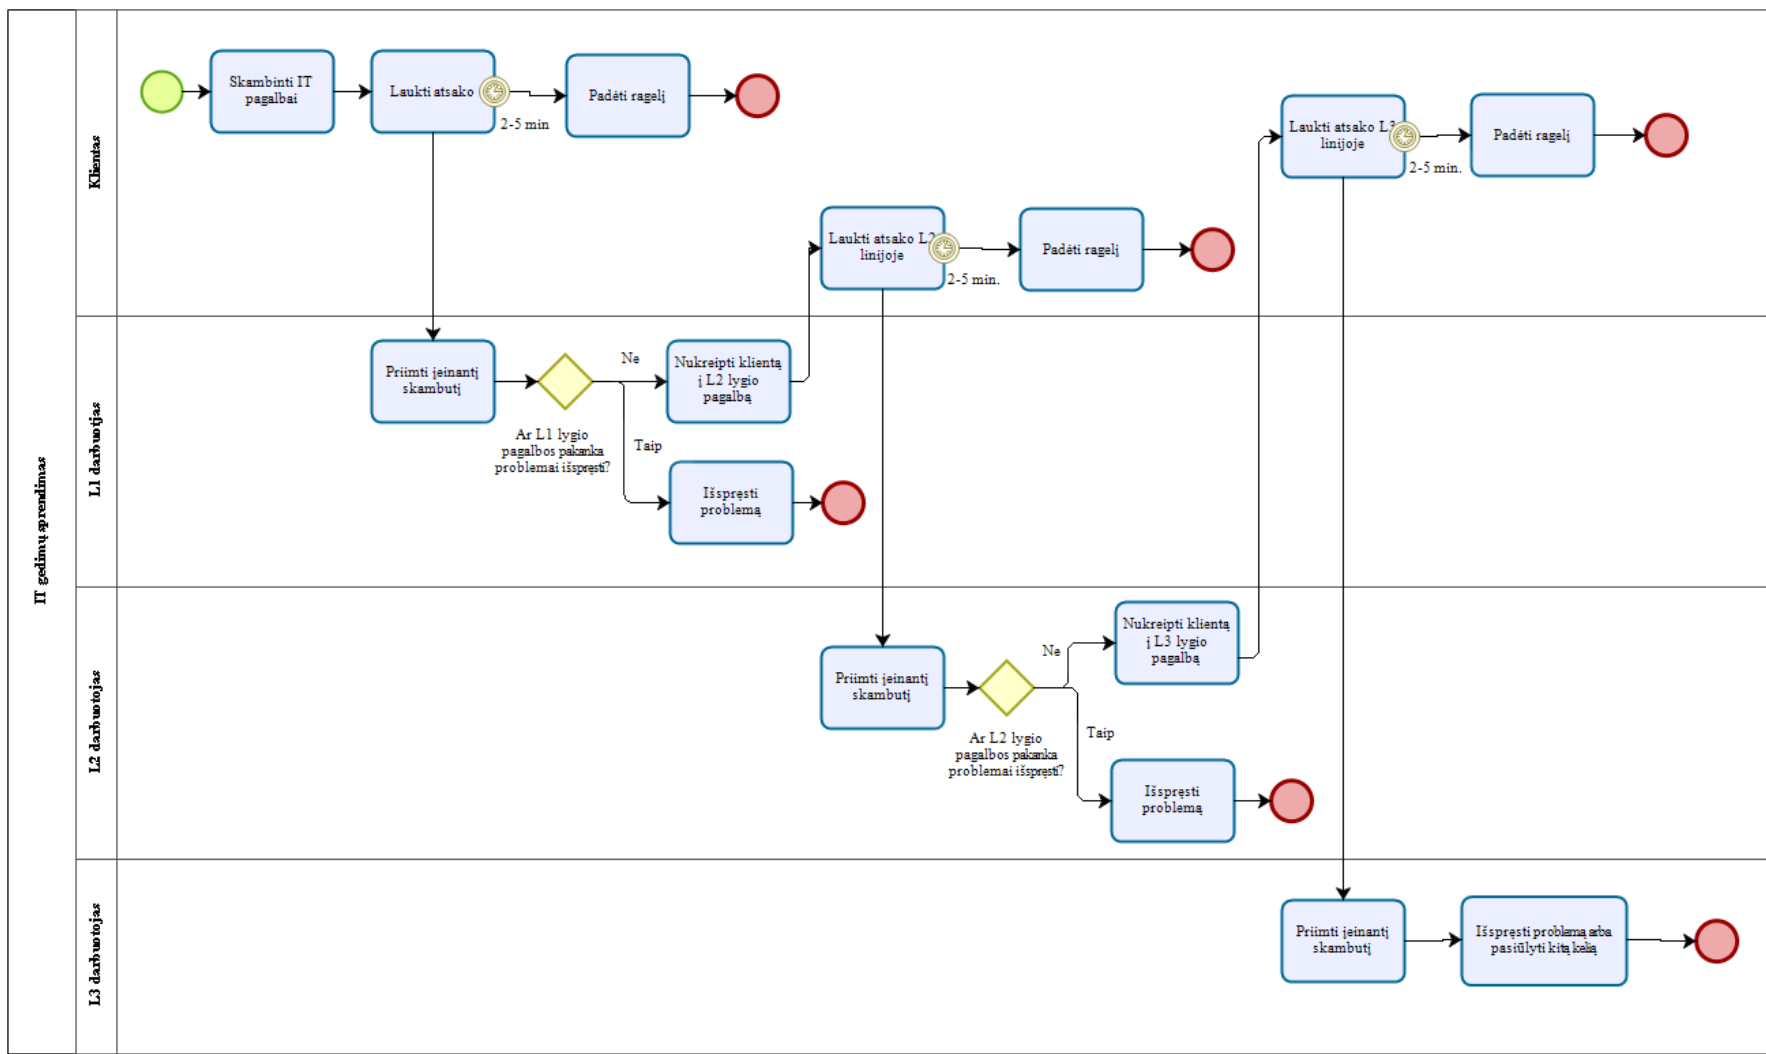 IT gedimų sprendimas
Klientas
Skambinti IT
pagalbai
Laukti atsako
2-5 min
Padėti ragelį
Laukti atsako L2
linijoje
2-5 min.
Padėti ragelį
Laukti atsako L3
linijoje
2-5 min.
Padėti ragelį
L1 darbuotjas
Priimti įeinantį
skambutį
Ar L1 lygio
pagalbos pakanka
problemai išspręsti?
Ne
Nukreipti klientą
į L2 lygio
pagalbą
Taip
Išspręsti
problemą
L2 darbuotojas
Priimti įeinantį
skambutį
Ar L2 lygio
pagalbos pakanka
problemai išspręsti?
Ne
Nukreipti klientą
į L3 lygio
pagalbą
Taip
Išspręsti
problemą
L3 darbuotojas
Priimti įeinantį
skambutį
Išspręsti problemą arba
pasiūlyti kitą kelią